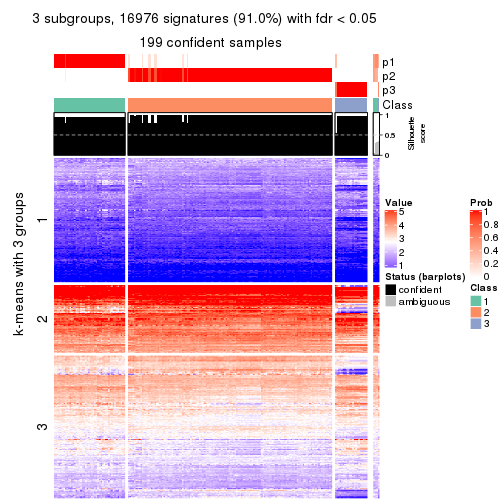 3 subgroups, 16976 signatures (91.0%) with fdr < 0.05
199 confident samples
p1
p2
p3
Class
1
0.5
0
Silhouette
score
k-means with 3 groups
1
2
3
Value
5
4
3
2
1
Status (barplots)
confident
ambiguous
Prob
1
0.8
0.6
0.4
0.2
0
Class
1
2
3